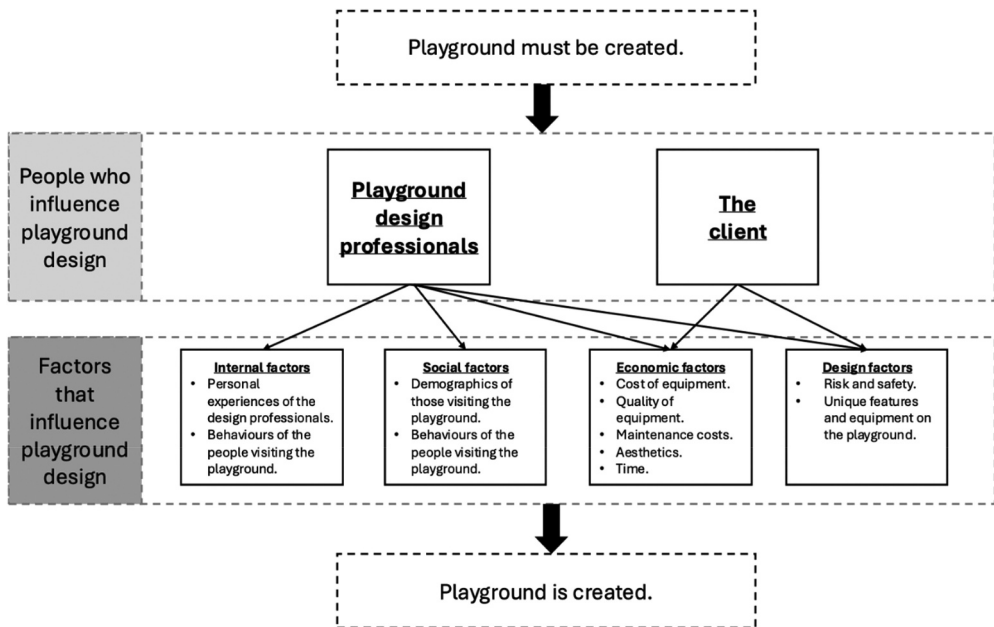 Playground must be created.
People who
influence
playground
design
Playground
design
professionals
The
client
Factors
that
influence
playground
design
Internal factors
• Personal
experiences of the
design professionals.
• Behaviours of the
people visiting the
playground.
Social factors
• Demographics of
those visiting the
playground.
• Behaviours of the
people visiting the
playground.
Economic factors
• Cost of equipment.
• Quality of
equipment.
• Maintenance costs.
• Aesthetics.
• Time.
Design factors
• Risk and safety.
• Unique features
and equipment on
the playground.
Playground is created.